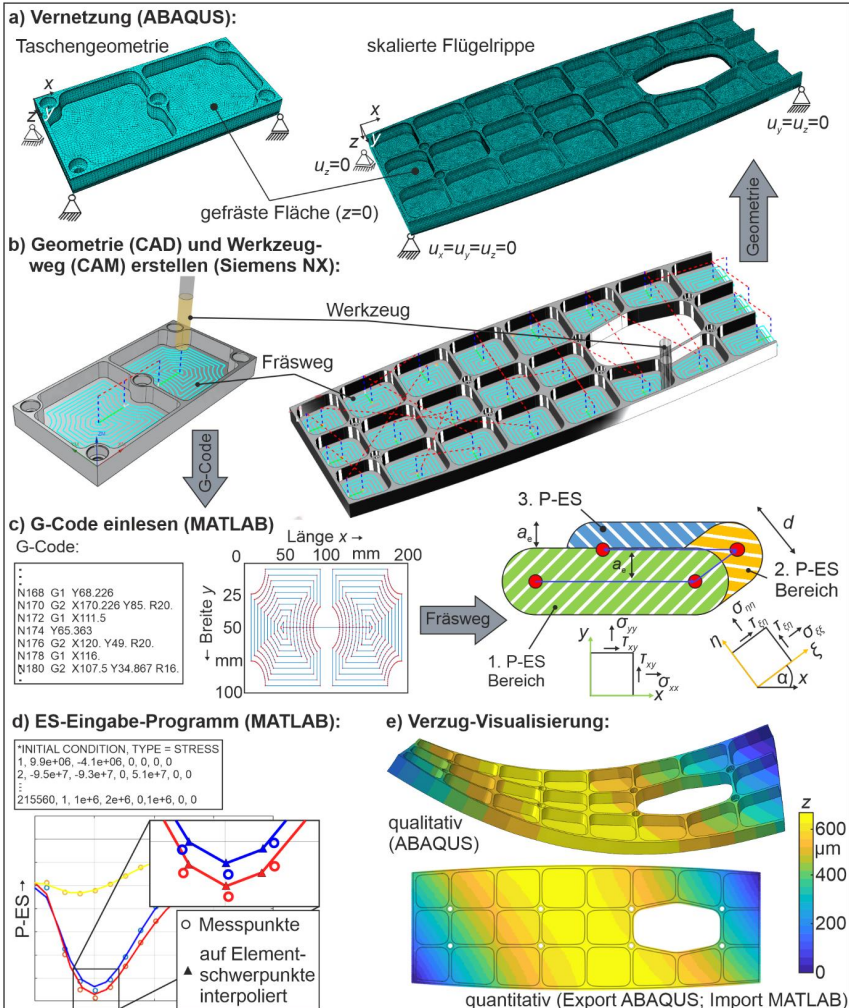 a) Vernetzung (ABAQUS):
Taschengeometrie
skalierte Flügelrippe
x
y
z
x
y
z
u_z=0
u_y=u_z=0
gefräste Fläche (z=0)
u_x=u_y=u_z=0
Geometrie
b) Geometrie (CAD) und Werkzeug-
weg (CAM) erstellen (Siemens NX):
Werkzeug
Fräsweg
G-Code
c) G-Code einlesen (MATLAB)
G-Code:
N168 G1 Y68.226
N170 G2 X170.226 Y85. R20.
N172 G1 X111.5
N174 Y65.363
N176 G2 X120. Y49. R20.
N178 G1 X116.
N180 G2 X107.5 Y34.867 R16.
Länge x →
0 50 mm 200
← Breite y
25
50
mm
100
Fräsweg
3. P-ES
a_e
a_e
d
2. P-ES
Bereich
1. P-ES
Bereich
σ_yy
τ_xy
τ_xy
σ_xx
y
x
σ_ηη
τ_ξη
τ_ξη
σ_ξξ
η
ξ
α
x
d) ES-Eingabe-Programm (MATLAB):
*INITIAL CONDITION, TYPE = STRESS
1, 9.9e+06, -4.1e+06, 0, 0, 0, 0
2, -9.5e+7, -9.3e+7, 0, 5.1e+7, 0, 0
⋮
215560, 1, 1e+6, 2e+6, 0,1e+6, 0, 0
P-ES →
Messpunkte
auf Element-
schwerpunkte
interpoliert
e) Verzug-Visualisierung:
qualitativ
(ABAQUS)
z
600
µm
400
200
0
quantitativ (Export ABAQUS; Import MATLAB)